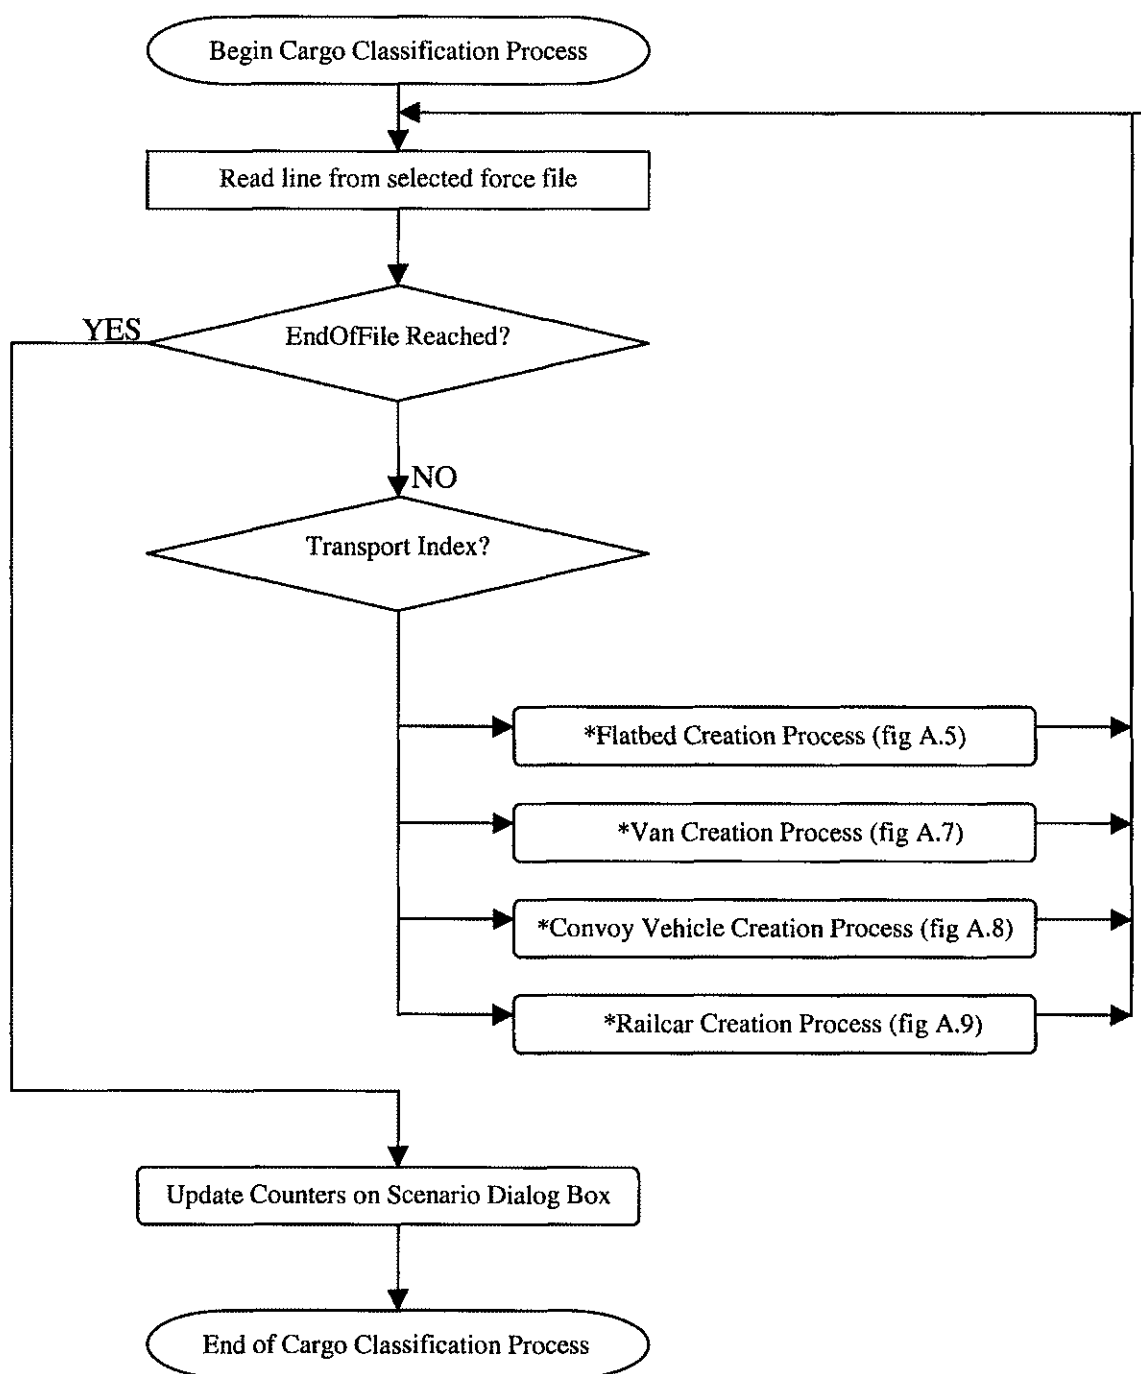 Begin Cargo Classification Process
Read line from selected force file
YES
EndOfFile Reached?
NO
Transport Index?
*Flatbed Creation Process (fig A.5)
*Van Creation Process (fig A.7)
*Convoy Vehicle Creation Process (fig A.8)
*Railcar Creation Process (fig A.9)
Update Counters on Scenario Dialog Box
End of Cargo Classification Process